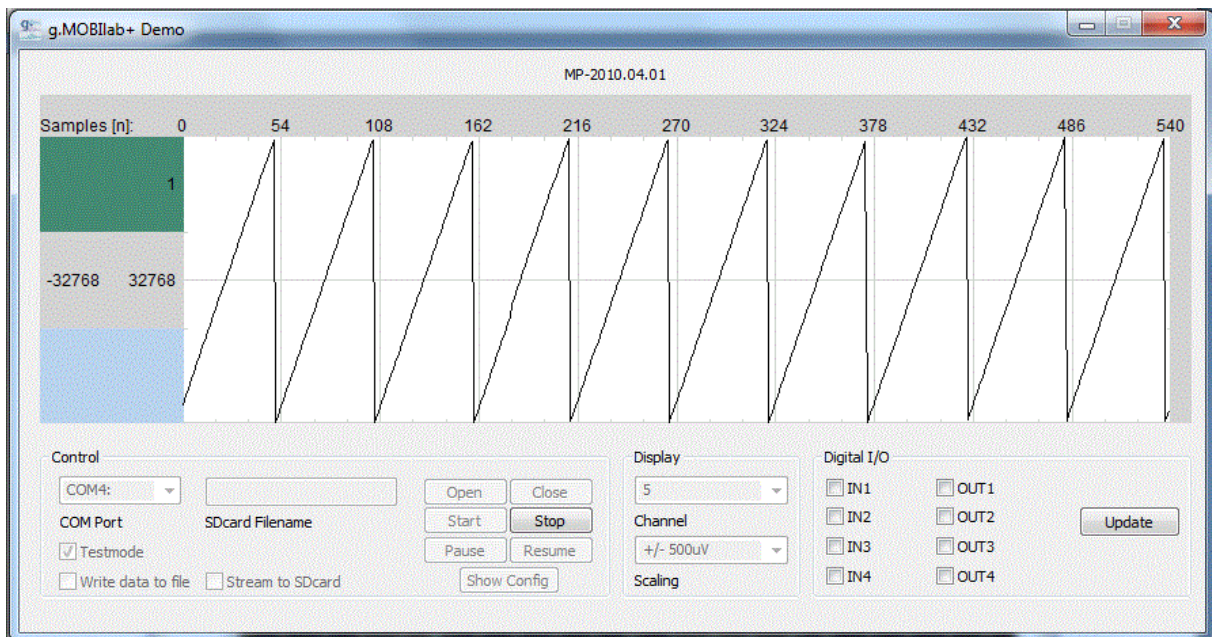 g.MOBIlab+ Demo
MP-2010.04.01
Samples [n]: 0 54 108 162 216 270 324 378 432 486 540
1
-32768 32768
Control
COM4:
COM Port
SDcard Filename
Testmode
Write data to file
Stream to SDcard
Open
Close
Start
Stop
Pause
Resume
Show Config
Display
5
Channel
+/- 500uV
Scaling
Digital I/O
IN1
OUT1
IN2
OUT2
IN3
OUT3
IN4
OUT4
Update